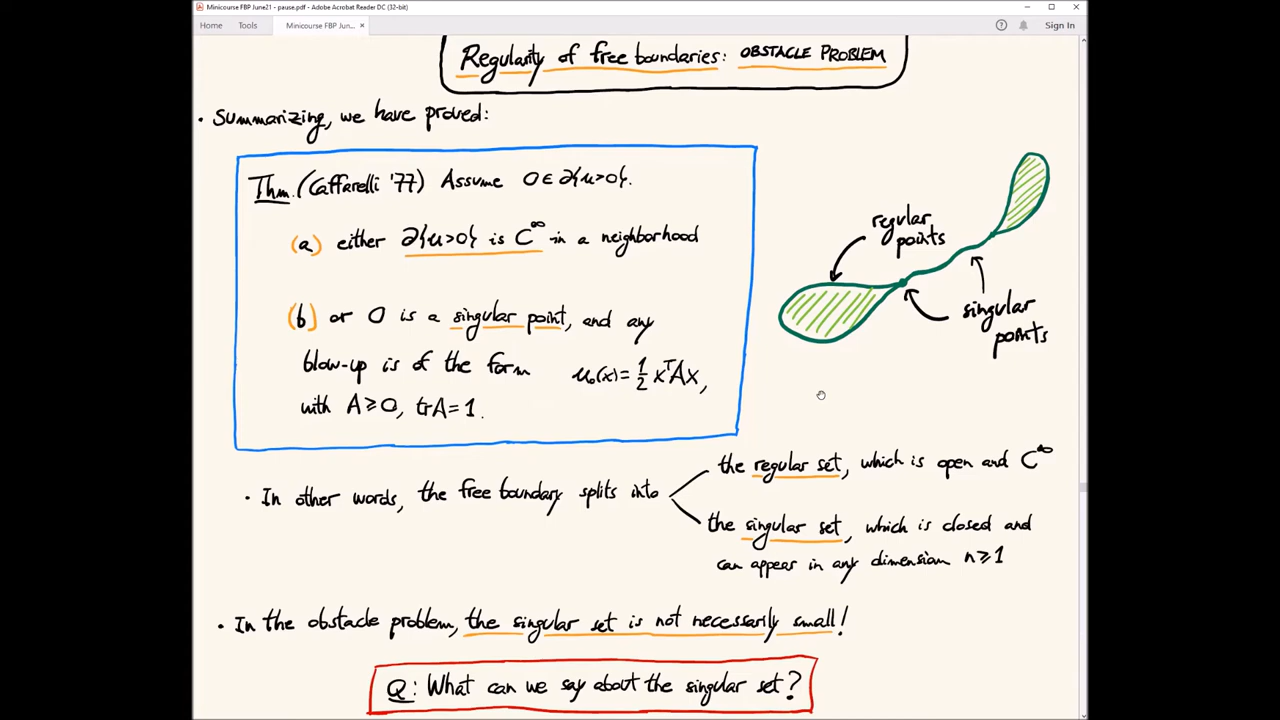 Minicourse FBP June21 - pause.pdf - Adobe Acrobat Reader DC (32-bit)
Home Tools Minicourse FBP Jun... × Sign In
Regularity of free boundaries: OBSTACLE PROBLEM
• Summarizing, we have proved:
Thm. (Caffarelli '77) Assume 0 ∈ ∂{u>0}.
(a) either ∂{u>0} is C^∞ in a neighborhood
(b) or 0 is a singular point, and any
blow-up is of the form u₀(x) = 1/2 xᵀAx,
with A ≥ 0, trA = 1.
regular
points
singular
points
• In other words, the free boundary splits into
the regular set, which is open and C^∞
the singular set, which is closed and
can appear in any dimension n ≥ 1
• In the obstacle problem, the singular set is not necessarily small!
Q: What can we say about the singular set?